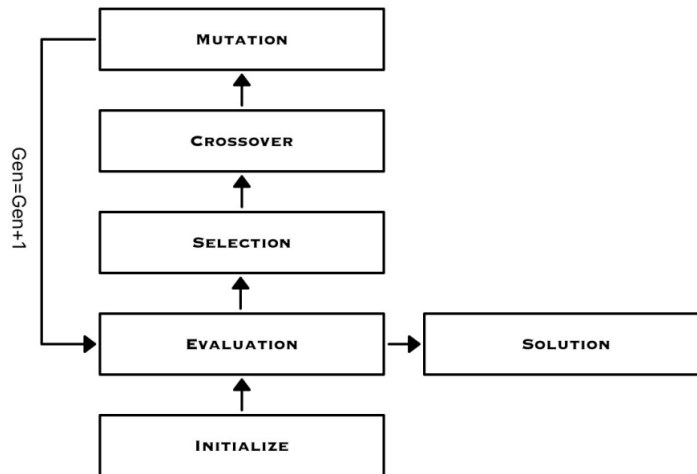 MUTATION
CROSSOVER
Gen=Gen+1
SELECTION
EVALUATION
SOLUTION
INITIALIZE